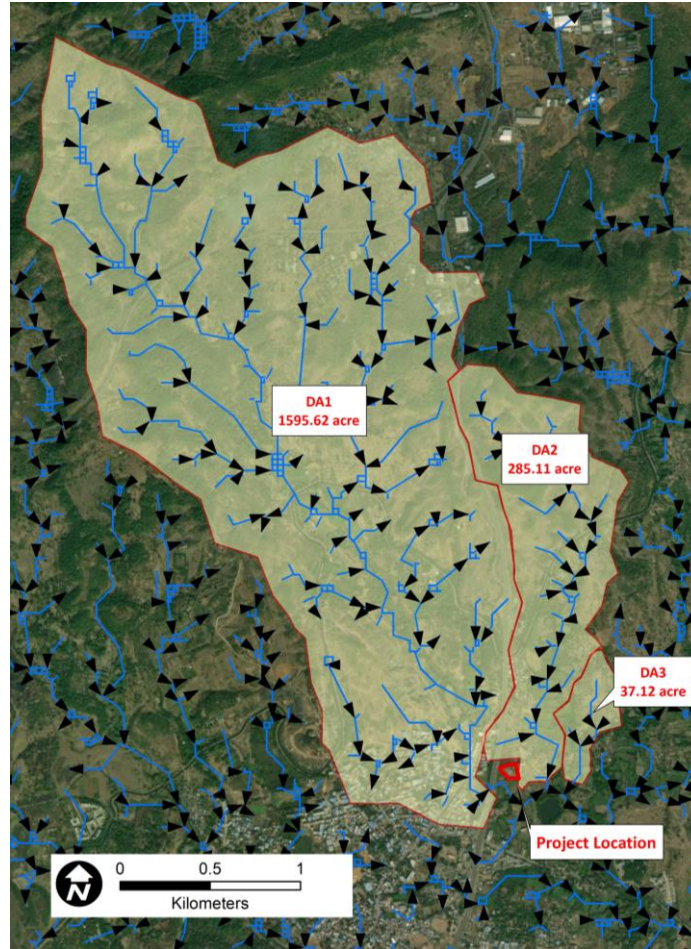 DA1
1595.62 acre
DA2
285.11 acre
DA3
37.12 acre
Project Location
N
0 0.5 1
Kilometers